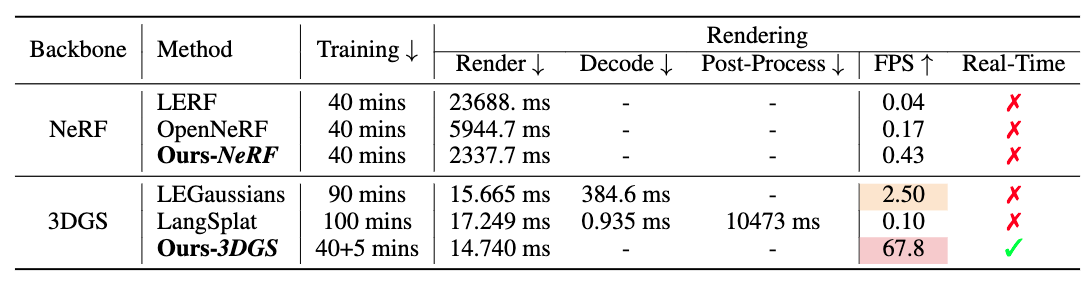 Backbone Method Training ↓ Rendering
Render ↓ Decode ↓ Post-Process ↓ FPS ↑ Real-Time
LERF 40 mins 23688. ms - - 0.04 ✗
NeRF OpenNeRF 40 mins 5944.7 ms - - 0.17 ✗
Ours-NeRF 40 mins 2337.7 ms - - 0.43 ✗
LEGaussians 90 mins 15.665 ms 384.6 ms - 2.50 ✗
3DGS LangSplat 100 mins 17.249 ms 0.935 ms 10473 ms 0.10 ✗
Ours-3DGS 40+5 mins 14.740 ms - - 67.8 ✓